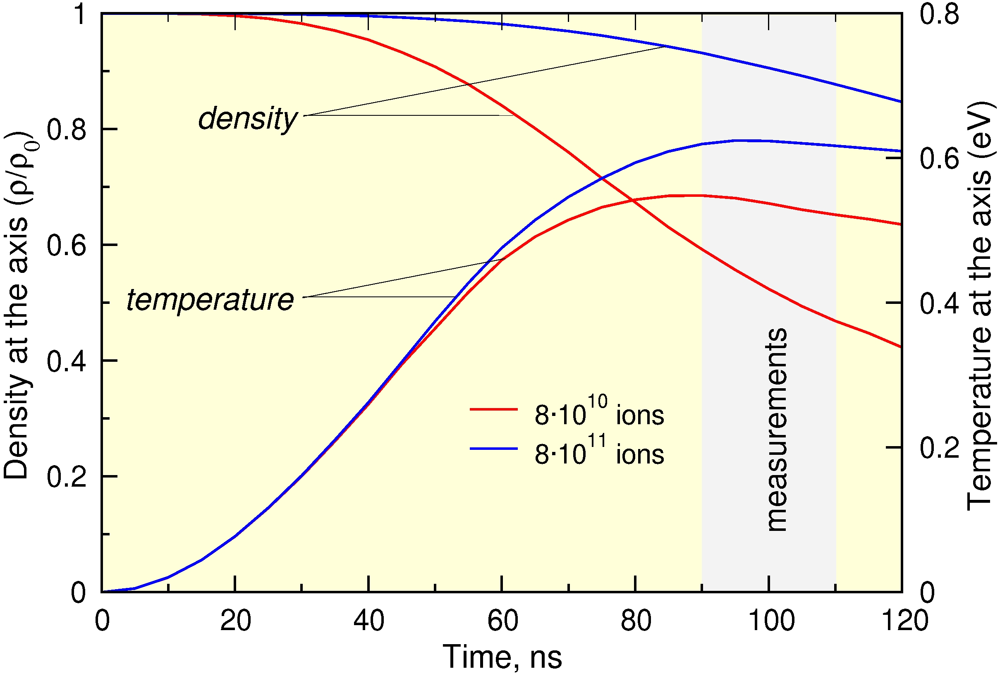 1
0.8
0.6
0.4
0.2
0
Density at the axis (ρ/ρ₀)
density
temperature
8·10¹⁰ ions
8·10¹¹ ions
measurements
0.8
0.6
0.4
0.2
0
Temperature at the axis (eV)
0 20 40 60 80 100 120
Time, ns